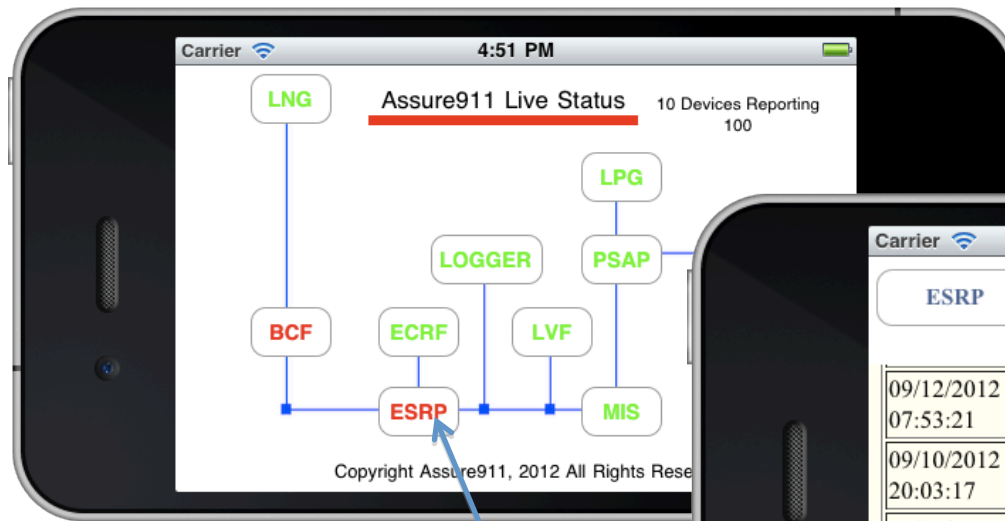 Carrier 4:51 PM
LNG
Assure911 Live Status
10 Devices Reporting
100
LPG
LOGGER
PSAP
BCF
ECRF
LVF
ESRP
MIS
Copyright Assure911, 2012 All Rights Rese
Carrier
ESRP
09/12/2012
07:53:21
09/10/2012
20:03:17